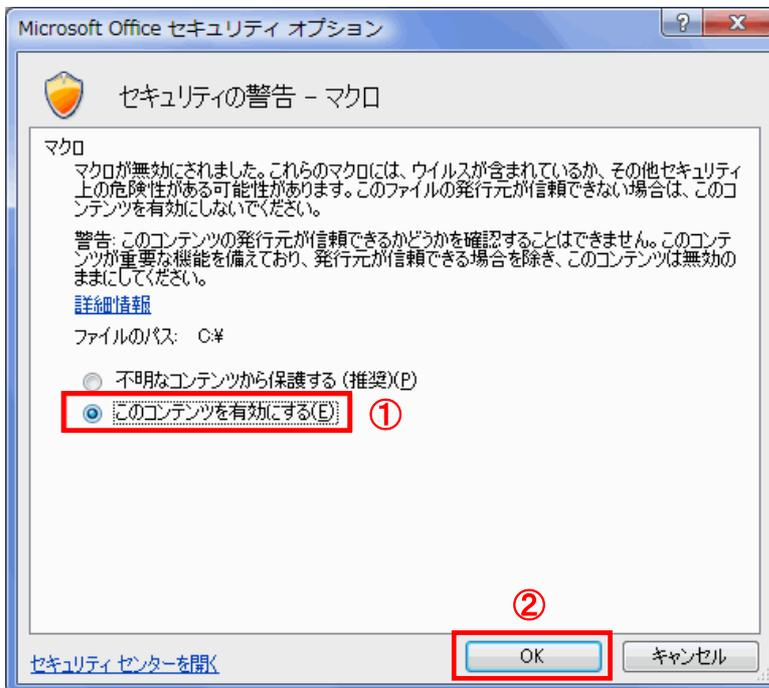 Microsoft Office セキュリティ オプション
セキュリティの警告 - マクロ
マクロ
マクロが無効にされました。これらのマクロには、ウイルスが含まれているか、その他セキュリティ
上の危険性がある可能性があります。このファイルの発行元が信頼できない場合は、このコ
ンテンツを有効にしないでください。
警告: このコンテンツの発行元が信頼できるかどうかを確認することはできません。このコンテ
ンツが重要な機能を備えており、発行元が信頼できる場合を除き、このコンテンツは無効の
ままにしてください。
詳細情報
ファイルのパス: C:¥
不明なコンテンツから保護する (推奨)(P)
このコンテンツを有効にする(E) ①
②
セキュリティ センターを開く OK キャンセル